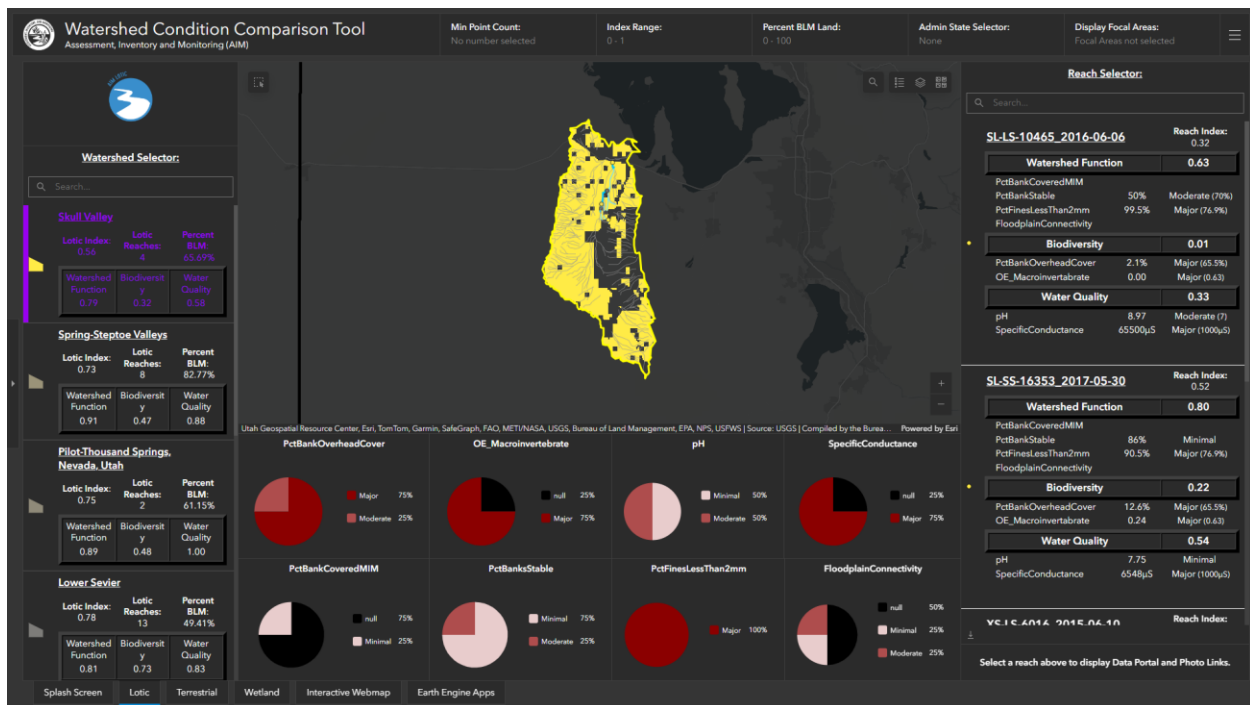 Watershed Condition Comparison Tool
Assessment, Inventory and Monitoring (AIM)
Min Point Count:
No number selected
Index Range:
0 - 1
Percent BLM Land:
0 - 100
Admin State Selector:
None
Display Focal Areas:
Focal Areas not selected
AIM LOTIC
Watershed Selector:
Search...
Skull Valley
Lotic Index:
0.56
Lotic
Reaches:
4
Percent
BLM:
65.69%
Watershed
Function
0.79
Biodiversit
y
0.32
Water
Quality
0.58
Spring-Steptoe Valleys
Lotic Index:
0.73
Lotic
Reaches:
8
Percent
BLM:
82.77%
Watershed
Function
0.91
Biodiversit
y
0.47
Water
Quality
0.88
Pilot-Thousand Springs,
Nevada, Utah
Lotic Index:
0.75
Lotic
Reaches:
2
Percent
BLM:
61.15%
Watershed
Function
0.89
Biodiversit
y
0.48
Water
Quality
1.00
Lower Sevier
Lotic Index:
0.78
Lotic
Reaches:
13
Percent
BLM:
49.41%
Watershed
Function
0.81
Biodiversit
y
0.73
Water
Quality
0.83
Utah Geospatial Resource Center, Esri, TomTom, Garmin, SafeGraph, FAO, METI/NASA, USGS, Bureau of Land Management, EPA, NPS, USFWS | Source: USGS | Compiled by the Burea... Powered by Esri
PctBankOverheadCover
Major 75%
Moderate 25%
OE_Macroinvertebrate
null 25%
Major 75%
pH
Minimal 50%
Moderate 50%
SpecificConductance
null 25%
Major 75%
PctBankCoveredMIM
null 75%
Minimal 25%
PctBanksStable
Minimal 75%
Moderate 25%
PctFinesLessThan2mm
Major 100%
FloodplainConnectivity
null 50%
Minimal 25%
Moderate 25%
Reach Selector:
Search...
SL-LS-10465_2016-06-06
Reach Index:
0.32
Watershed Function 0.63
PctBankCoveredMIM
PctBankStable 50% Moderate (70%)
PctFinesLessThan2mm 99.5% Major (76.9%)
FloodplainConnectivity
Biodiversity 0.01
PctBankOverheadCover 2.1% Major (65.5%)
OE_Macroinvertabrate 0.00 Major (0.63)
Water Quality 0.33
pH 8.97 Moderate (7)
SpecificConductance 65500µS Major (1000µS)
SL-SS-16353_2017-05-30
Reach Index:
0.52
Watershed Function 0.80
PctBankCoveredMIM
PctBankStable 86% Minimal
PctFinesLessThan2mm 90.5% Major (76.9%)
FloodplainConnectivity
Biodiversity 0.22
PctBankOverheadCover 12.6% Major (65.5%)
OE_Macroinvertabrate 0.24 Major (0.63)
Water Quality 0.54
pH 7.75 Minimal
SpecificConductance 6548µS Major (1000µS)
XS-LS-6016_2015-06-10
Reach Index:
Select a reach above to display Data Portal and Photo Links.
Splash Screen
Lotic
Terrestrial
Wetland
Interactive Webmap
Earth Engine Apps